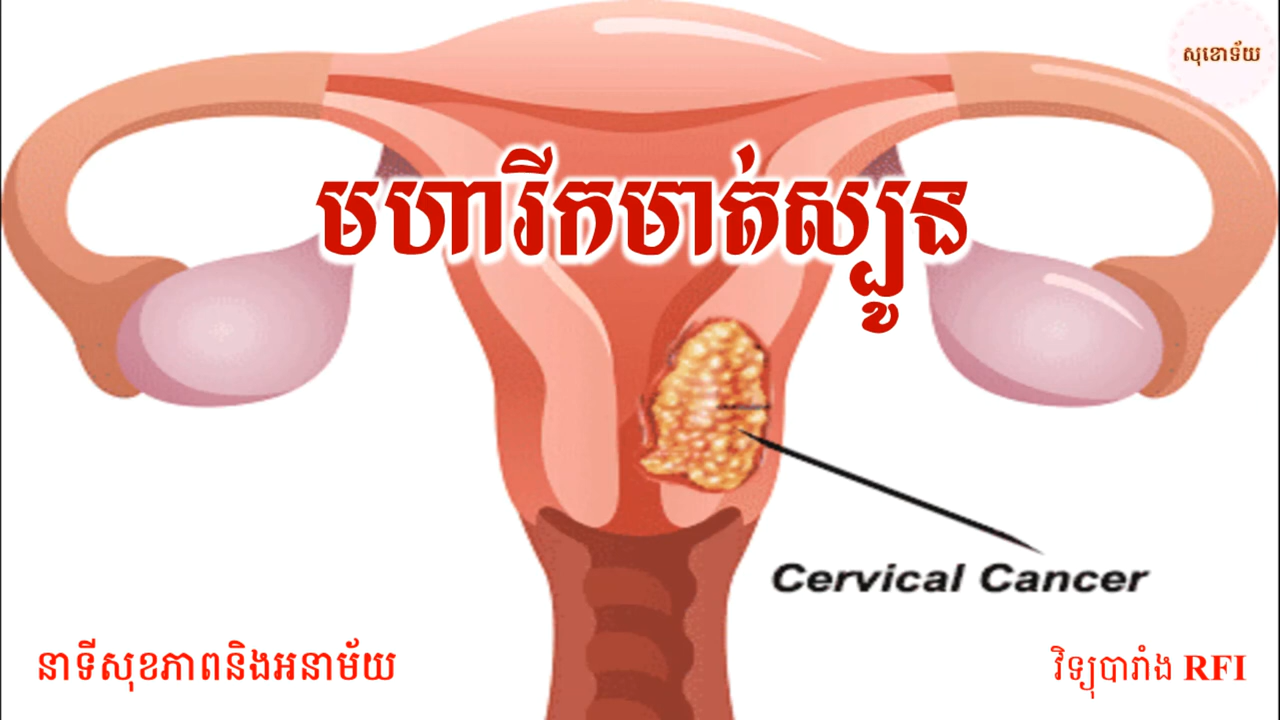 សុខោទ័យ
មហារីកមាត់ស្បូន
Cervical Cancer
នាទីសុខភាពនិងអនាម័យ
វិទ្យុបារាំង RFI